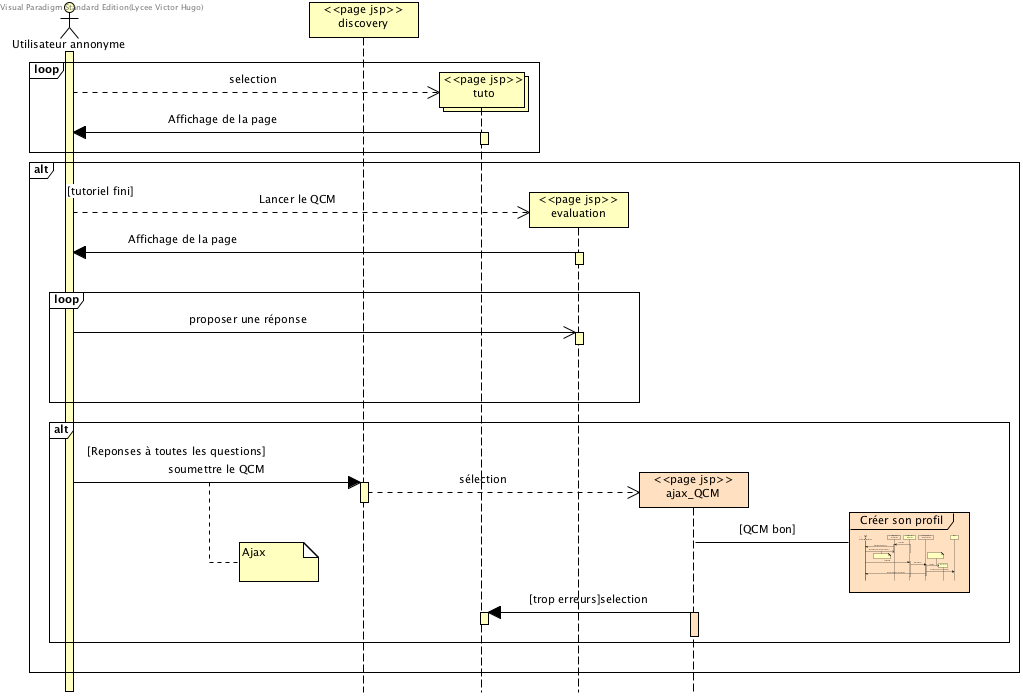 Visual Paradigm Standard Edition(Lycee Victor Hugo)
<<page jsp>>
discovery
Utilisateur annonyme
loop
selection
<<page jsp>>
tuto
Affichage de la page
alt
[tutoriel fini]
Lancer le QCM
<<page jsp>>
evaluation
Affichage de la page
loop
proposer une réponse
alt
[Reponses à toutes les questions]
soumettre le QCM
sélection
<<page jsp>>
ajax_QCM
[QCM bon]
Créer son profil
Ajax
[trop erreurs]selection